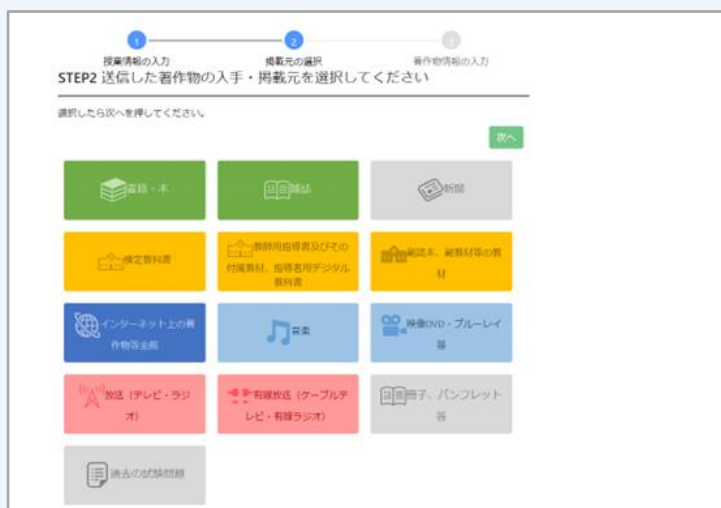 1
2
3
授業情報の入力
掲載元の選択
著作物情報の入力
STEP2 送信した著作物の入手・掲載元を選択してください
選択したら次へを押してください。
次へ
書籍・本
雑誌
新聞
検定教科書
教師用指導書及びその
付属教材、指導者用デジタル
教科書
副読本、副教材等の教
材
インターネット上の著
作物等全般
音楽
映像DVD・ブルーレイ
等
放送（テレビ・ラジ
オ）
有線放送（ケーブルテ
レビ・有線ラジオ）
冊子、パンフレット
等
過去の試験問題